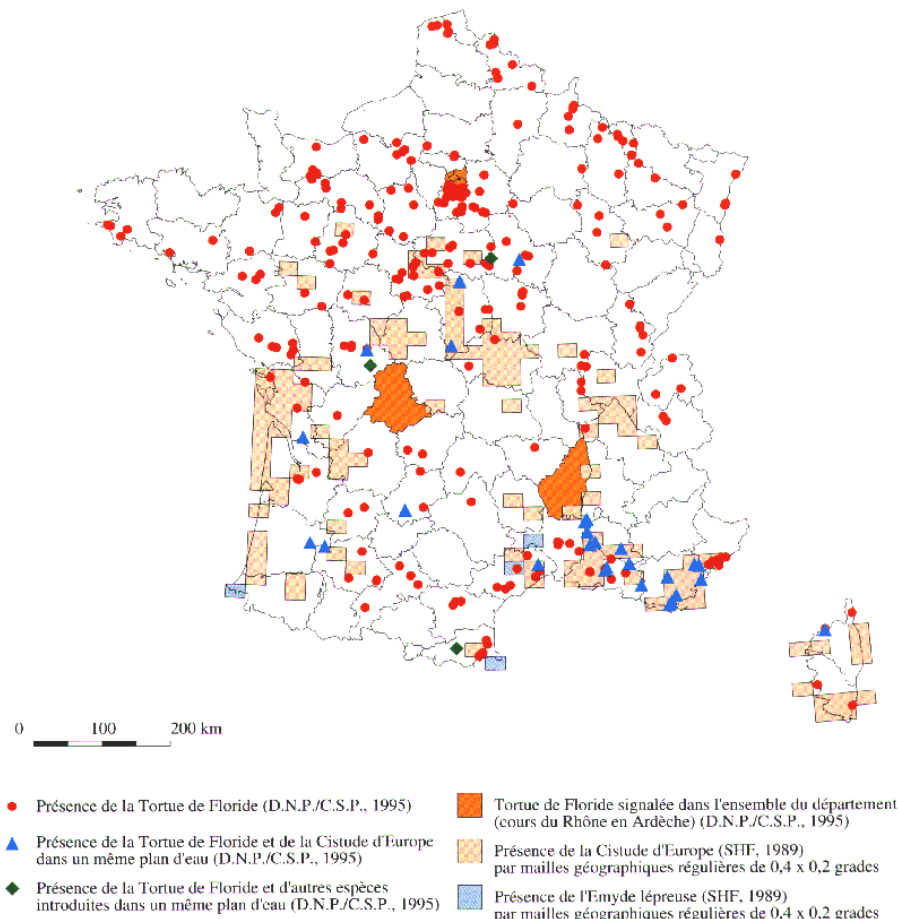 0 100 200 km
Présence de la Tortue de Floride (D.N.P./C.S.P., 1995)
Présence de la Tortue de Floride et de la Cistude d'Europe
dans un même plan d'eau (D.N.P./C.S.P., 1995)
Présence de la Tortue de Floride et d'autres espèces
introduites dans un même plan d'eau (D.N.P./C.S.P., 1995)
Tortue de Floride signalée dans l'ensemble du département
(cours du Rhône en Ardèche) (D.N.P./C.S.P., 1995)
Présence de la Cistude d'Europe (SHF, 1989)
par mailles géographiques régulières de 0,4 x 0,2 grades
Présence de l'Emyde lépreuse (SHF, 1989)
par mailles géographiques régulières de 0,4 x 0,2 grades